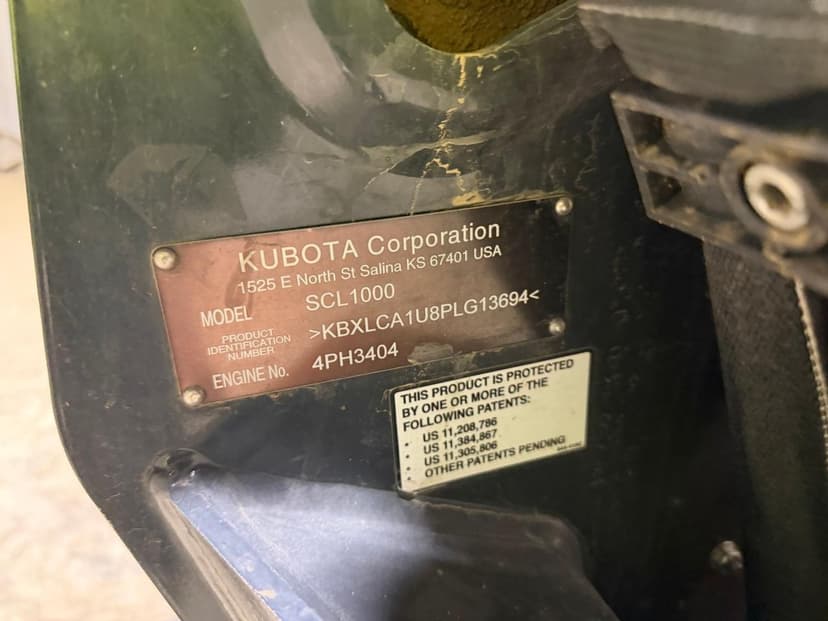 KUBOTA Corporation
1525 E North St Salina KS 67401 USA
MODEL SCL1000
PRODUCT
IDENTIFICATION
NUMBER
>KBXLCA1U8PLG13694<
ENGINE No. 4PH3404
THIS PRODUCT IS PROTECTED
BY ONE OR MORE OF THE
FOLLOWING PATENTS:
• US 11,208,786
• US 11,384,867
• US 11,305,806
• OTHER PATENTS PENDING